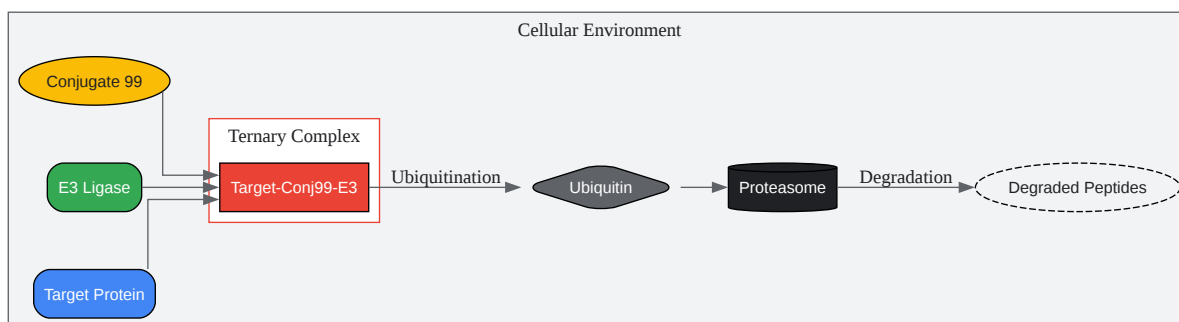 Cellular Environment
Conjugate 99
Ternary Complex
E3 Ligase
Target-Conj99-E3
Ubiquitination
Ubiquitin
Proteasome
Degradation
Degraded Peptides
Target Protein